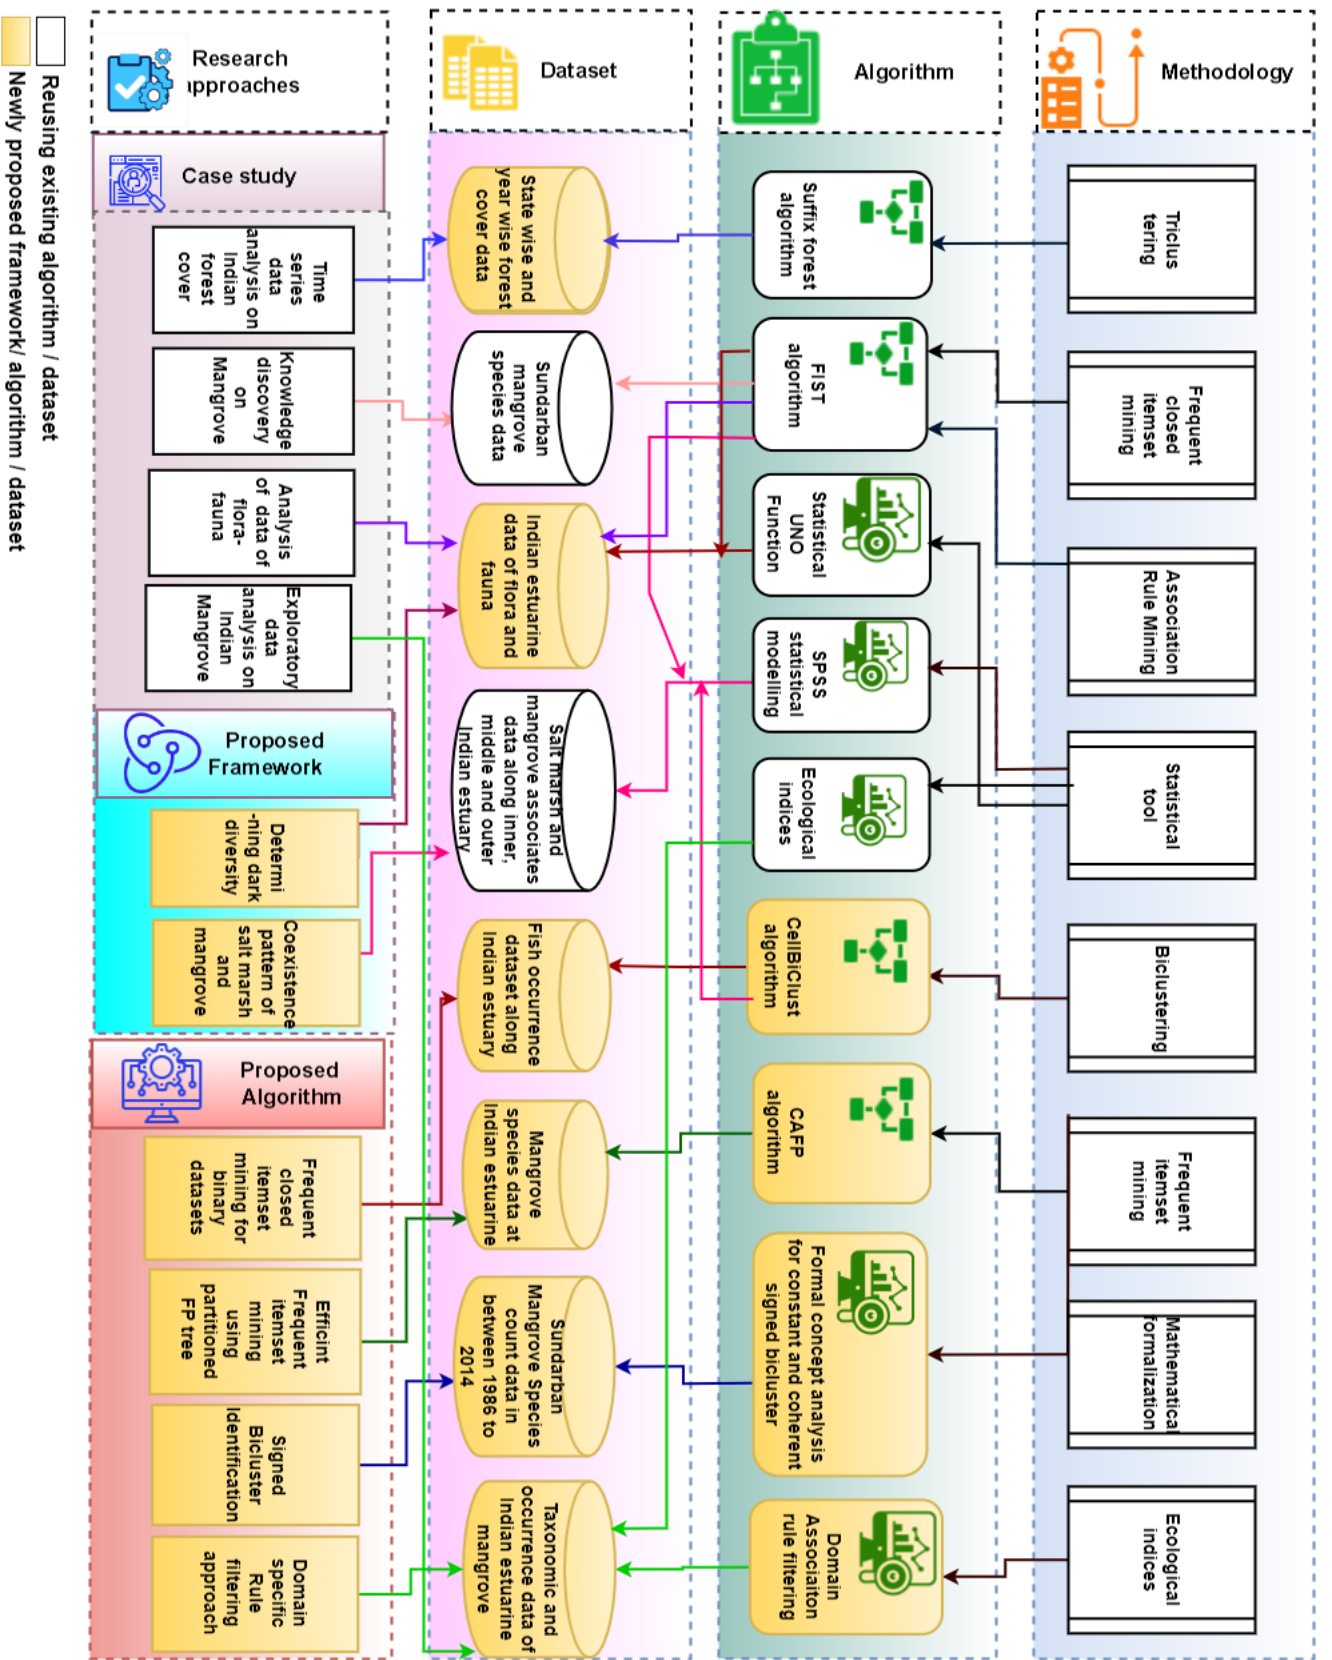 Reusing existing algorithm / dataset
Newly proposed framework/ algorithm / dataset
Research
approaches
Case study
Time
series
data
analysis on
Indian
forest
cover
Knowledge
discovery
on
Mangrove
Analysis
of data of
flora-
fauna
Exploratory
data
analysis on
Indian
Mangrove
Proposed
Framework
Determi
-ning dark
diversity
Coexistence
pattern of
salt marsh
and
mangrove
Proposed
Algorithm
Frequent
closed
itemset
mining for
binary
datasets
Efficint
Frequent
itemset
mining
using
partitioned
FP tree
Signed
Bicluster
Identification
Domain
specific
Rule
filtering
approach
Dataset
State wise and
year wise forest
cover data
Sundarban
mangrove
species data
Indian estuarine
data of flora and
fauna
Salt marsh and
mangrove associates
data along inner,
middle and outer
Indian estuary
Fish occurrence
dataset along
Indian estuary
Mangrove
species data at
Indian estuarine
Sundarban
Mangrove Species
count data in
between 1986 to
2014
Taxonomic and
occurrence data of
Indian estuarine
mangrove
Algorithm
Suffix forest
algorithm
FIST
algorithm
Statistical
UNO
Function
SPSS
statistical
modelling
Ecological
indices
CellBiClust
algorithm
CAFP
algorithm
Formal concept analysis
for constant and coherent
signed bicluster
Domain
Associaiton
rule filtering
Methodology
Triclus
tering
Frequent
closed
itemset
mining
Association
Rule Mining
Statistical
tool
Biclustering
Frequent
itemset
mining
Mathematical
formalization
Ecological
indices